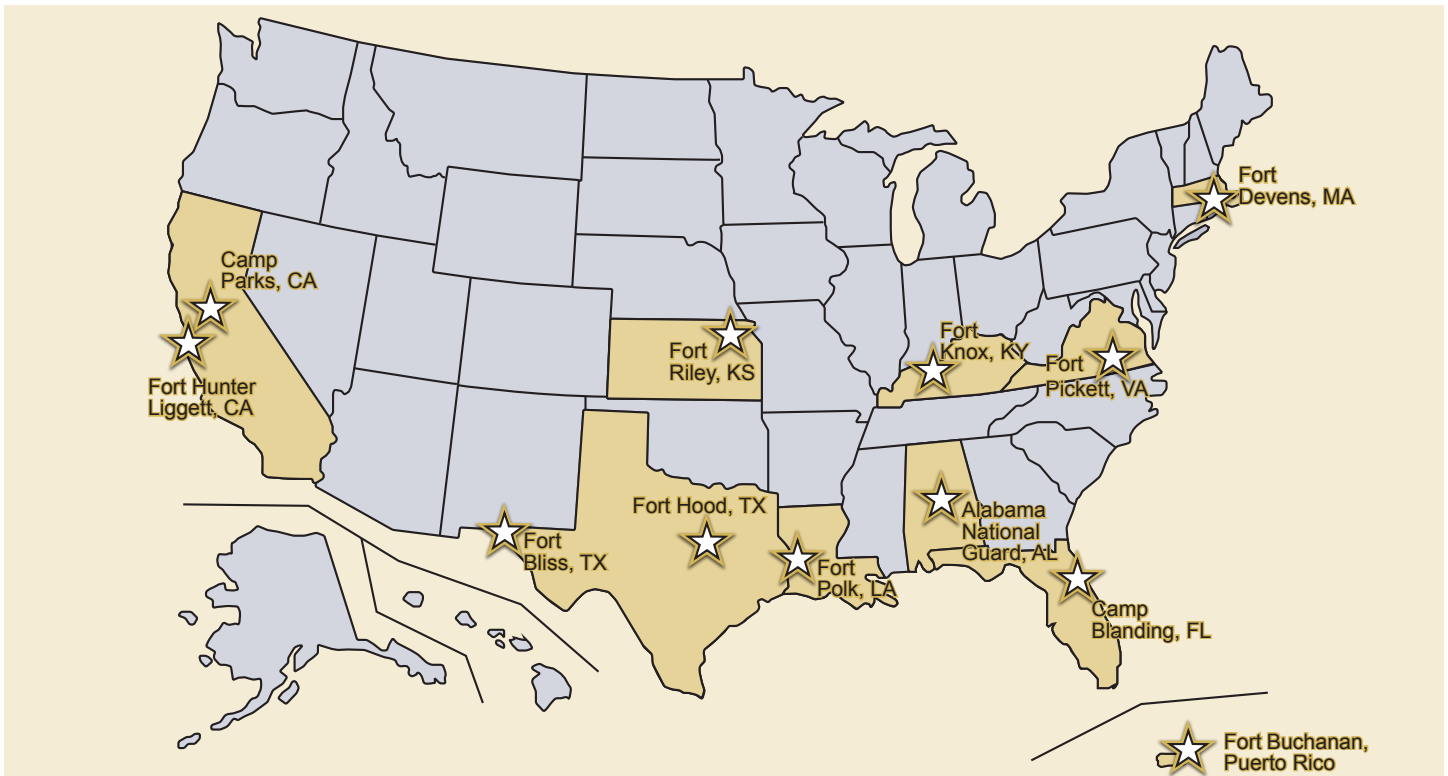 Fort
Devens, MA
Camp
Parks, CA
Fort
Knox, KY
Fort
Riley, KS
Fort
Pickett, VA
Fort Hunter
Liggett, CA
Fort Hood, TX
Alabama
National
Guard, AL
Fort
Bliss, TX
Fort
Polk, LA
Camp
Blanding, FL
Fort Buchanan,
Puerto Rico